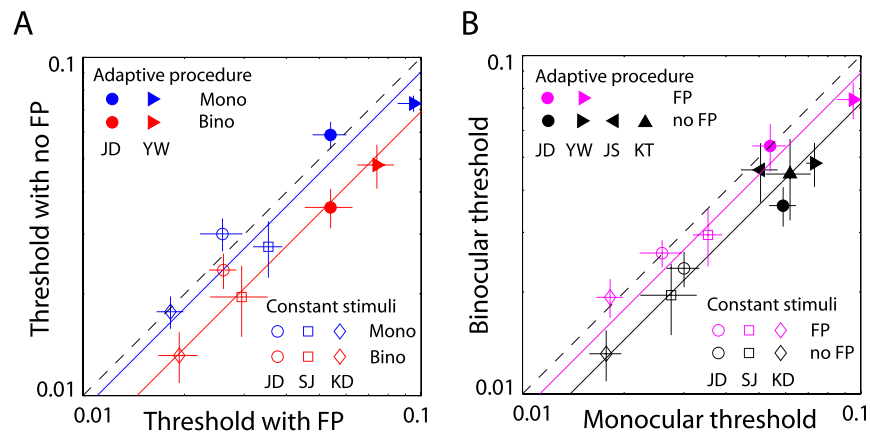 A
Threshold with no FP
0.1
0.01
Adaptive procedure
Mono
Bino
JD YW
Constant stimuli
Mono
Bino
JD SJ KD
0.01 0.1
Threshold with FP
B
Binocular threshold
0.1
0.01
Adaptive procedure
FP
no FP
JD YW JS KT
Constant stimuli
FP
no FP
JD SJ KD
0.01 0.1
Monocular threshold